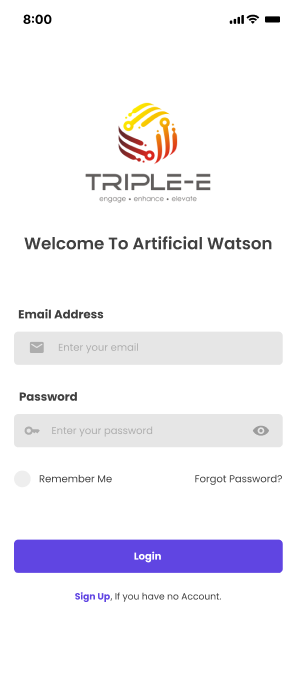 8:00
TRIPLE-E
engage • enhance • elevate
Welcome To Artificial Watson
Email Address
Enter your email
Password
Enter your password
Remember Me Forgot Password?
Login
Sign Up, If you have no Account.